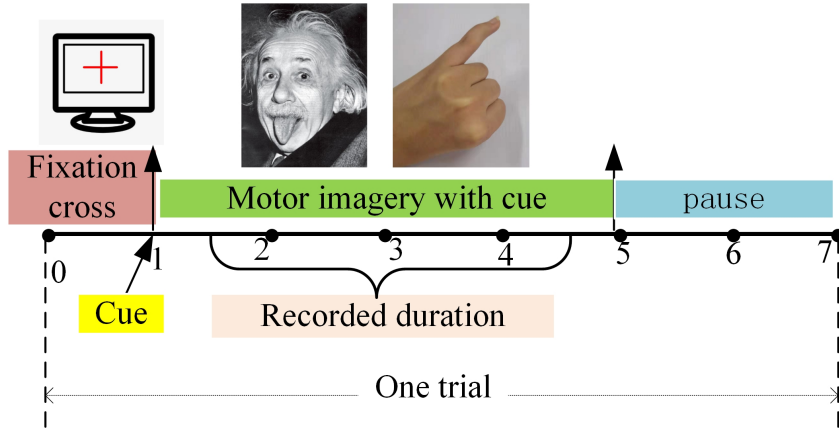 Fixation
cross
Motor imagery with cue
pause
0
1
2
3
4
5
6
7
Cue
Recorded duration
One trial